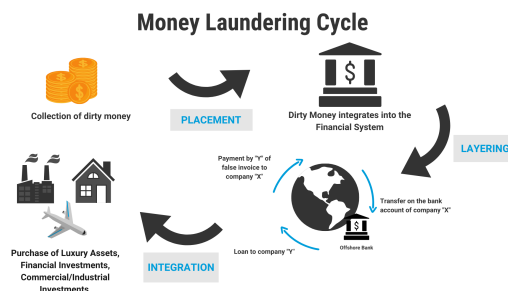 Money Laundering Cycle
Collection of dirty money
PLACEMENT
$
Dirty Money integrates into the
Financial System
LAYERING
Payment by "Y" of
false invoice to
company "X"
Transfer on the bank
account of company "X"
$
Offshore Bank
Loan to company "Y"
INTEGRATION
Purchase of Luxury Assets,
Financial Investments,
Commercial/Industrial
Investments